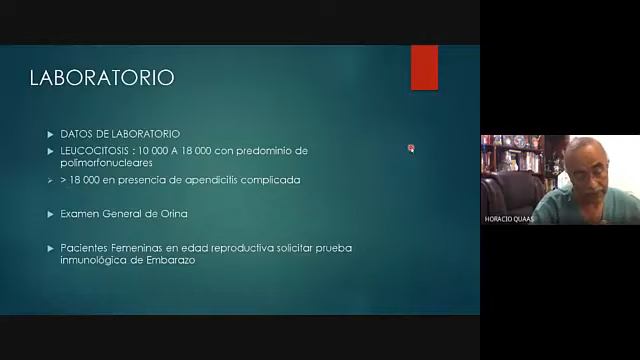 LABORATORIO
DATOS DE LABORATORIO
LEUCOCITOSIS : 10 000 A 18 000 con predominio de
polimorfonucleares
> 18 000 en presencia de apendicitis complicada
Examen General de Orina
Pacientes Femeninas en edad reproductiva solicitar prueba
inmunológica de Embarazo
HORACIO QUAAS